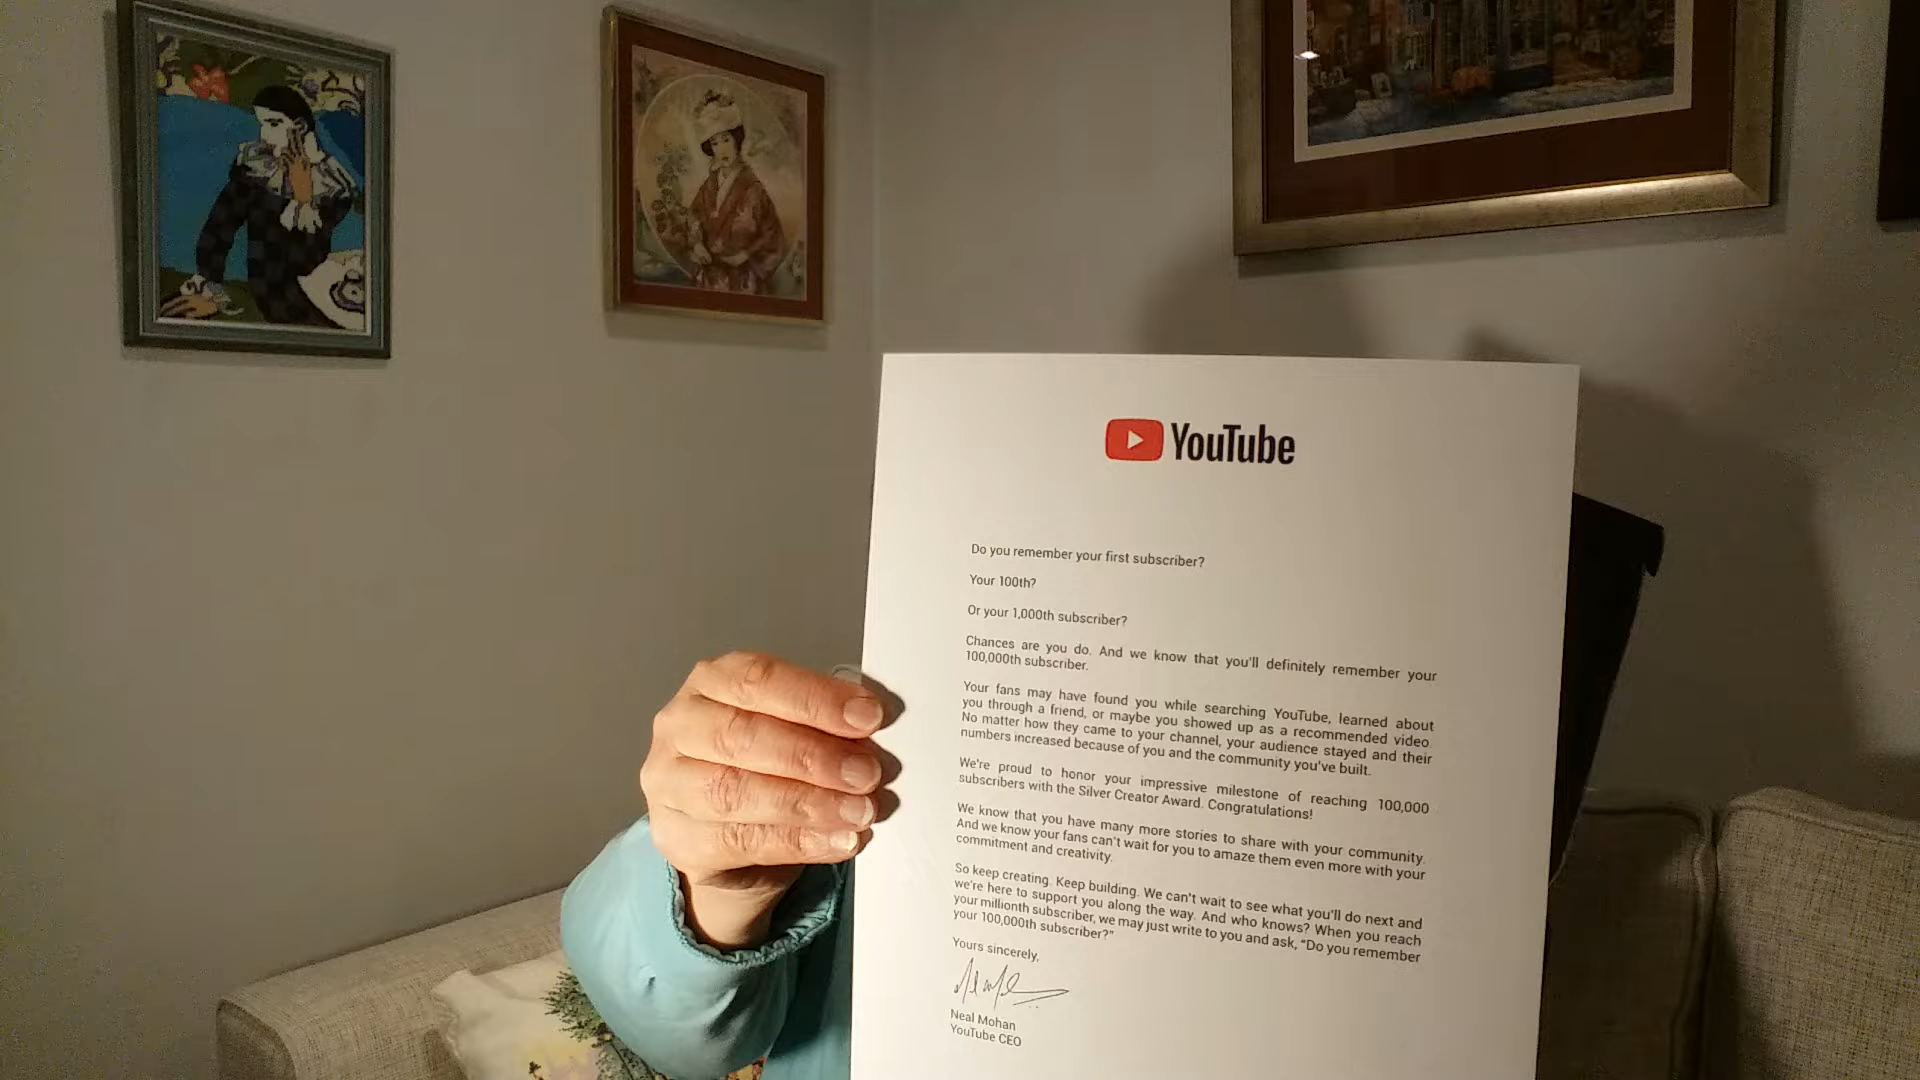 YouTube
Do you remember your first subscriber?
Your 100th?
Or your 1,000th subscriber?
Chances are you do. And we know that you'll definitely remember your
100,000th subscriber.
Your fans may have found you while searching YouTube, learned about
you through a friend, or maybe you showed up as a recommended video.
No matter how they came to your channel, your audience stayed and their
numbers increased because of you and the community you've built.
We're proud to honor your impressive milestone of reaching 100,000
subscribers with the Silver Creator Award. Congratulations!
We know that you have many more stories to share with your community.
And we know your fans can't wait for you to amaze them even more with your
commitment and creativity.
So keep creating. Keep building. We can't wait to see what you'll do next and
we're here to support you along the way. And who knows? When you reach
your millionth subscriber, we may just write to you and ask, "Do you remember
your 100,000th subscriber?"
Yours sincerely,
Neal Mohan
YouTube CEO